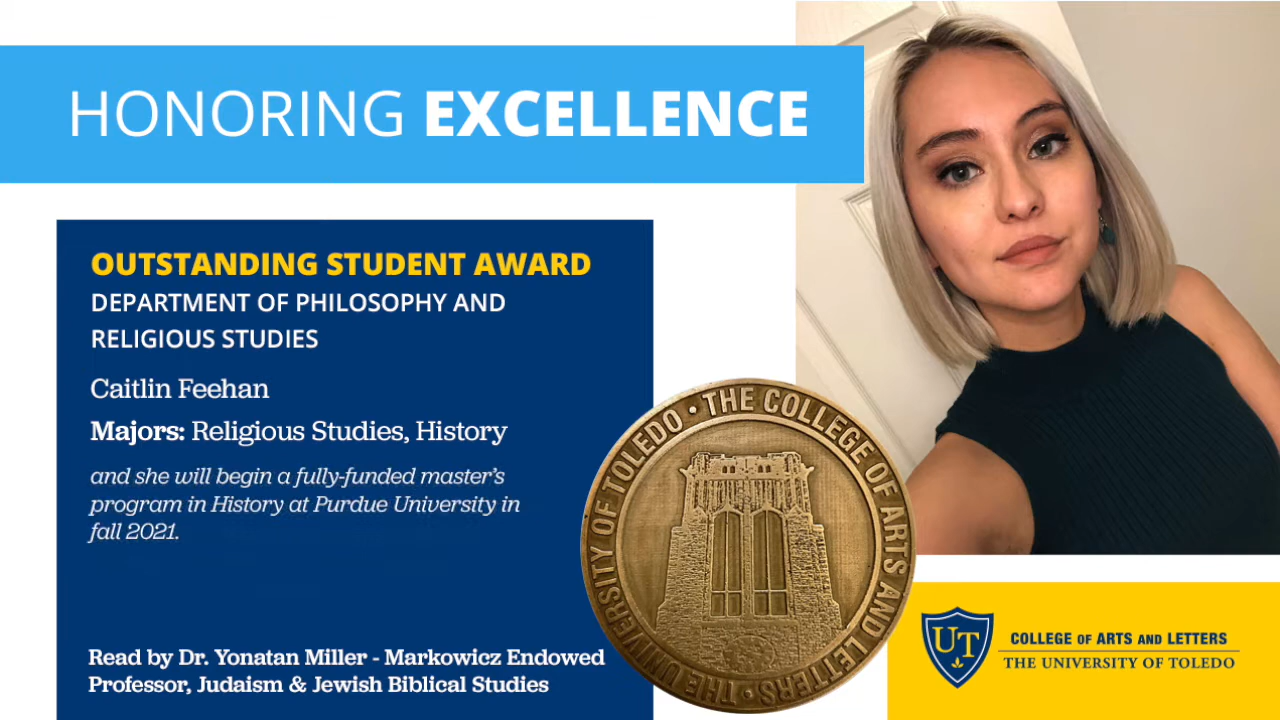 HONORING EXCELLENCE
OUTSTANDING STUDENT AWARD
DEPARTMENT OF PHILOSOPHY AND
RELIGIOUS STUDIES
Caitlin Feehan
Majors: Religious Studies, History
and she will begin a fully-funded master's
program in History at Purdue University in
fall 2021.
Read by Dr. Yonatan Miller - Markowicz Endowed
Professor, Judaism & Jewish Biblical Studies
THE COLLEGE OF ARTS AND LETTERS • THE UNIVERSITY OF TOLEDO •
UT
COLLEGE OF ARTS AND LETTERS
THE UNIVERSITY OF TOLEDO